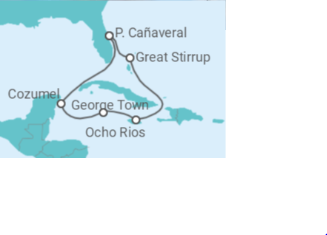 P. Cañaveral
Great Stirrup
Cozumel
George Town
Ocho Rios